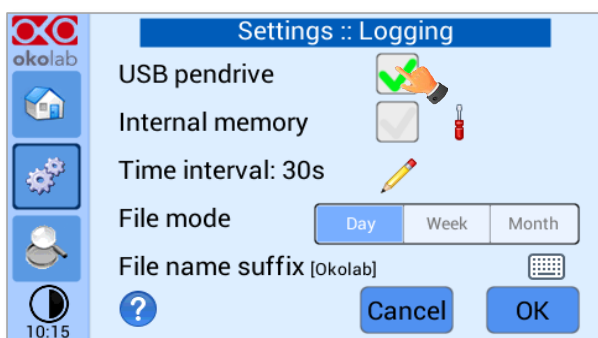 Settings :: Logging
okolab
USB pendrive
Internal memory
Time interval: 30s
File mode
Day
Week
Month
File name suffix [Okolab]
Cancel
OK
10:15